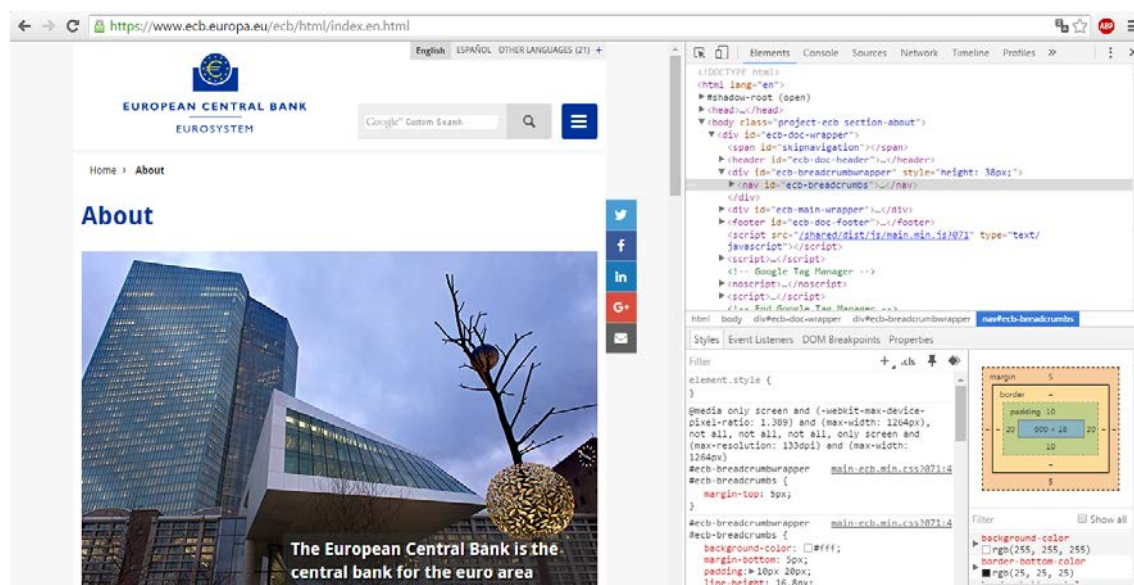 https://www.ecb.europa.eu/ecb/html/index.en.html
ABP
English ESPAÑOL OTHER LANGUAGES (21) +
EUROPEAN CENTRAL BANK
EUROSYSTEM
Google™ Custom Search
Home › About
About
The European Central Bank is the
central bank for the euro area
Elements Console Sources Network Timeline Profiles »
<!DOCTYPE html>
<html lang="en">
▶#shadow-root (open)
▶<head>…</head>
▼<body class="project-ecb section-about">
▼<div id="ecb-doc-wrapper">
<span id="skipnavigation"></span>
▶<header id="ecb-doc-header">…</header>
▼<div id="ecb-breadcrumbwrapper" style="height: 38px;">
▶<nav id="ecb-breadcrumbs">…</nav>
</div>
▶<div id="ecb-main-wrapper">…</div>
▶<footer id="ecb-doc-footer">…</footer>
<script src="/shared/dist/js/main.min.js?071" type="text/
javascript"></script>
▶<script>…</script>
<!-- Google Tag Manager -->
▶<noscript>…</noscript>
▶<script>…</script>
<!-- End Google Tag Manager -->
html body div#ecb-doc-wrapper div#ecb-breadcrumbwrapper nav#ecb-breadcrumbs
Styles Event Listeners DOM Breakpoints Properties
Filter + .cls
element.style {
}
@media only screen and (-webkit-max-device-
pixel-ratio: 1.389) and (max-width: 1264px),
not all, not all, not all, only screen and
(max-resolution: 133dpi) and (max-width:
1264px)
#ecb-breadcrumbwrapper main-ecb.min.css?071:4
#ecb-breadcrumbs {
margin-top: 5px;
}
#ecb-breadcrumbwrapper main-ecb.min.css?071:4
#ecb-breadcrumbs {
background-color: #fff;
margin-bottom: 5px;
padding:▶10px 20px;
line-height: 16.8px;
margin 5
border -
padding 10
- - 20 600 × 18 20 - -
10
-
5
Filter Show all
▶background-color
rgb(255, 255, 255)
▶border-bottom-color
rgb(25, 25, 25)